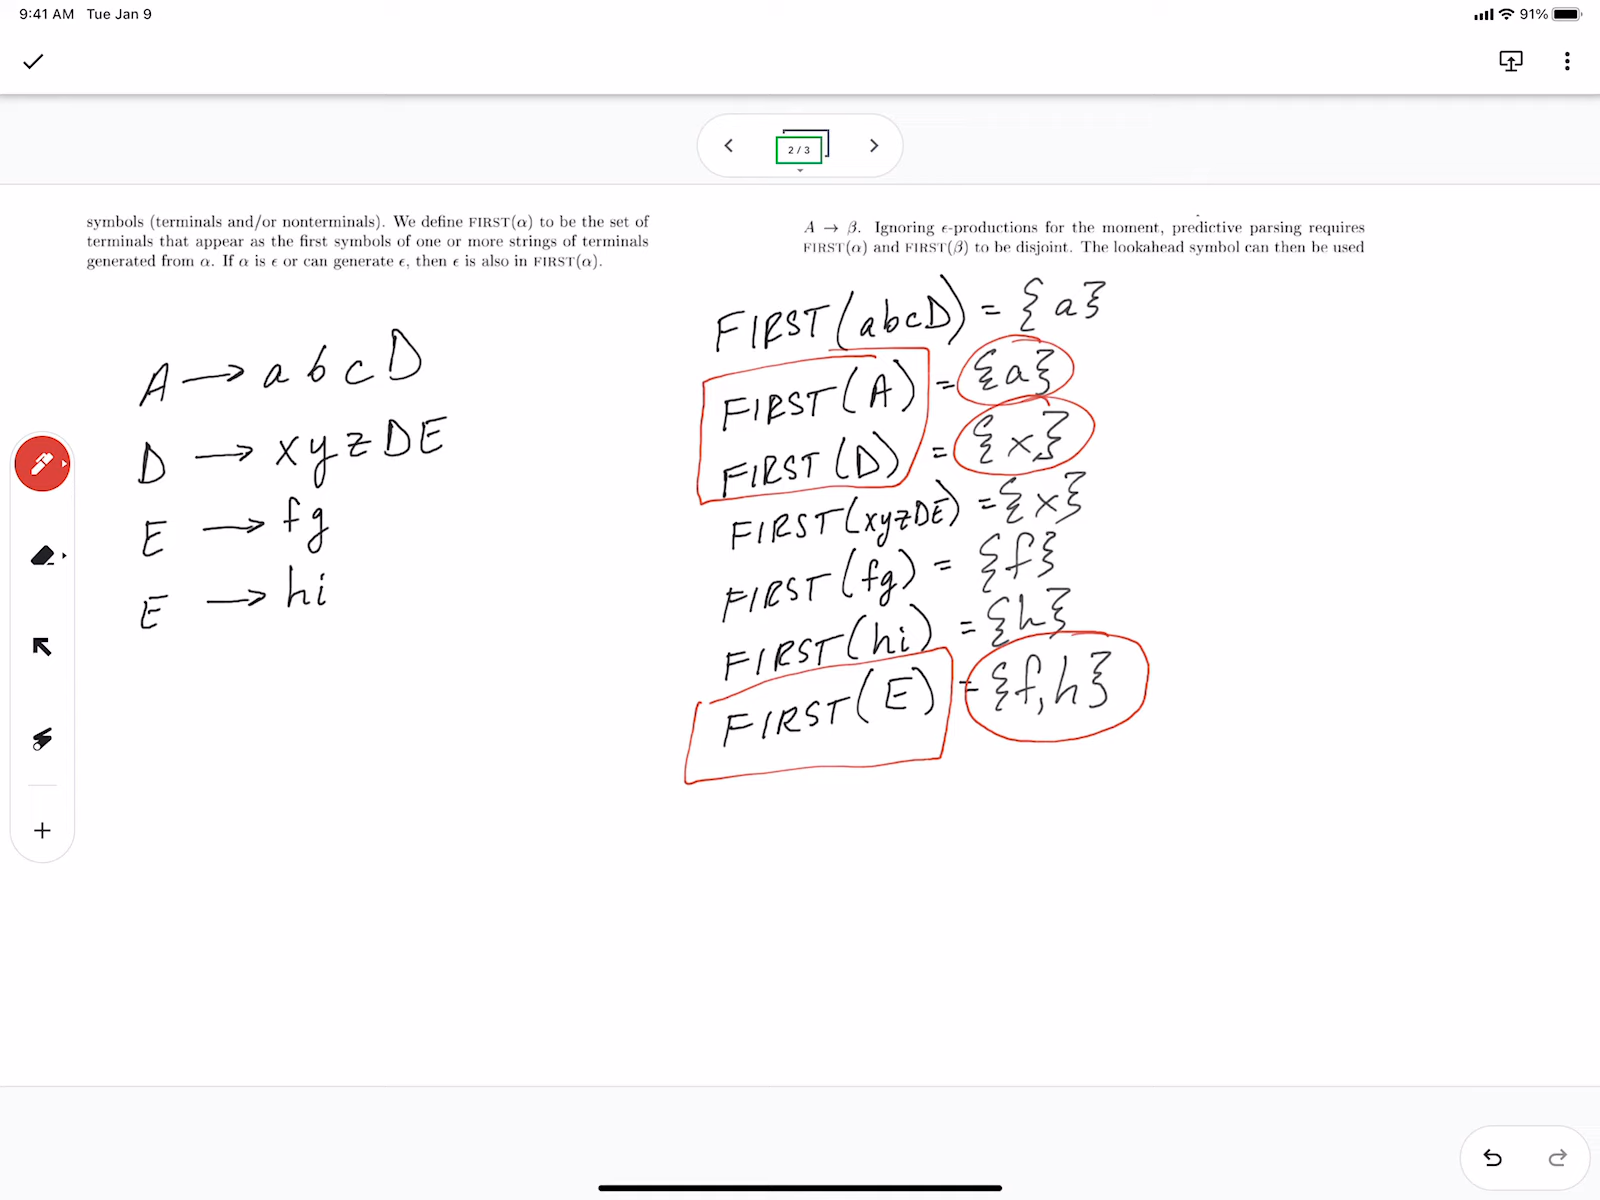 9:41 AM Tue Jan 9
91%
2 / 3
symbols (terminals and/or nonterminals). We define FIRST(α) to be the set of
terminals that appear as the first symbols of one or more strings of terminals
generated from α. If α is ϵ or can generate ϵ, then ϵ is also in FIRST(α).
A → β. Ignoring ϵ-productions for the moment, predictive parsing requires
FIRST(α) and FIRST(β) to be disjoint. The lookahead symbol can then be used
A → a b c D
D → x y z D E
E → f g
E → h i
FIRST(abcD) = {a}
FIRST(A) = {a}
FIRST(D) = {x}
FIRST(xyzDE) = {x}
FIRST(fg) = {f}
FIRST(hi) = {h}
FIRST(E) = {f,h}